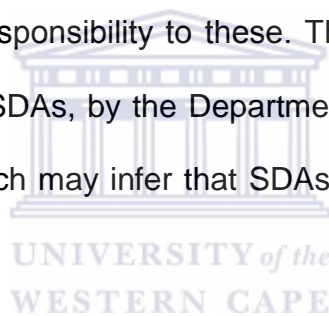 sponsibility to these. Th
SDAs, by the Departme
ch may infer that SDAs
UNIVERSITY of the
WESTERN CAPE